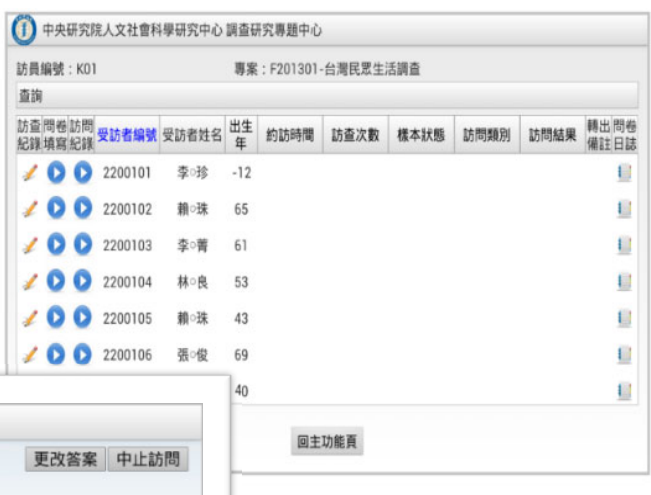 中央研究院人文社會科學研究中心 調查研究專題中心
訪員編號：K01 專案：F201301-台灣民眾生活調查
查詢
訪查紀錄 問卷填寫 訪問紀錄 受訪者編號 受訪者姓名 出生年 約訪時間 訪查次數 樣本狀態 訪問類別 訪問結果 轉出備註 問卷日誌
2200101 李○珍 -12
2200102 賴○珠 65
2200103 李○菁 61
2200104 林○良 53
2200105 賴○珠 43
2200106 張○俊 69
40
回主功能頁
更改答案 中止訪問